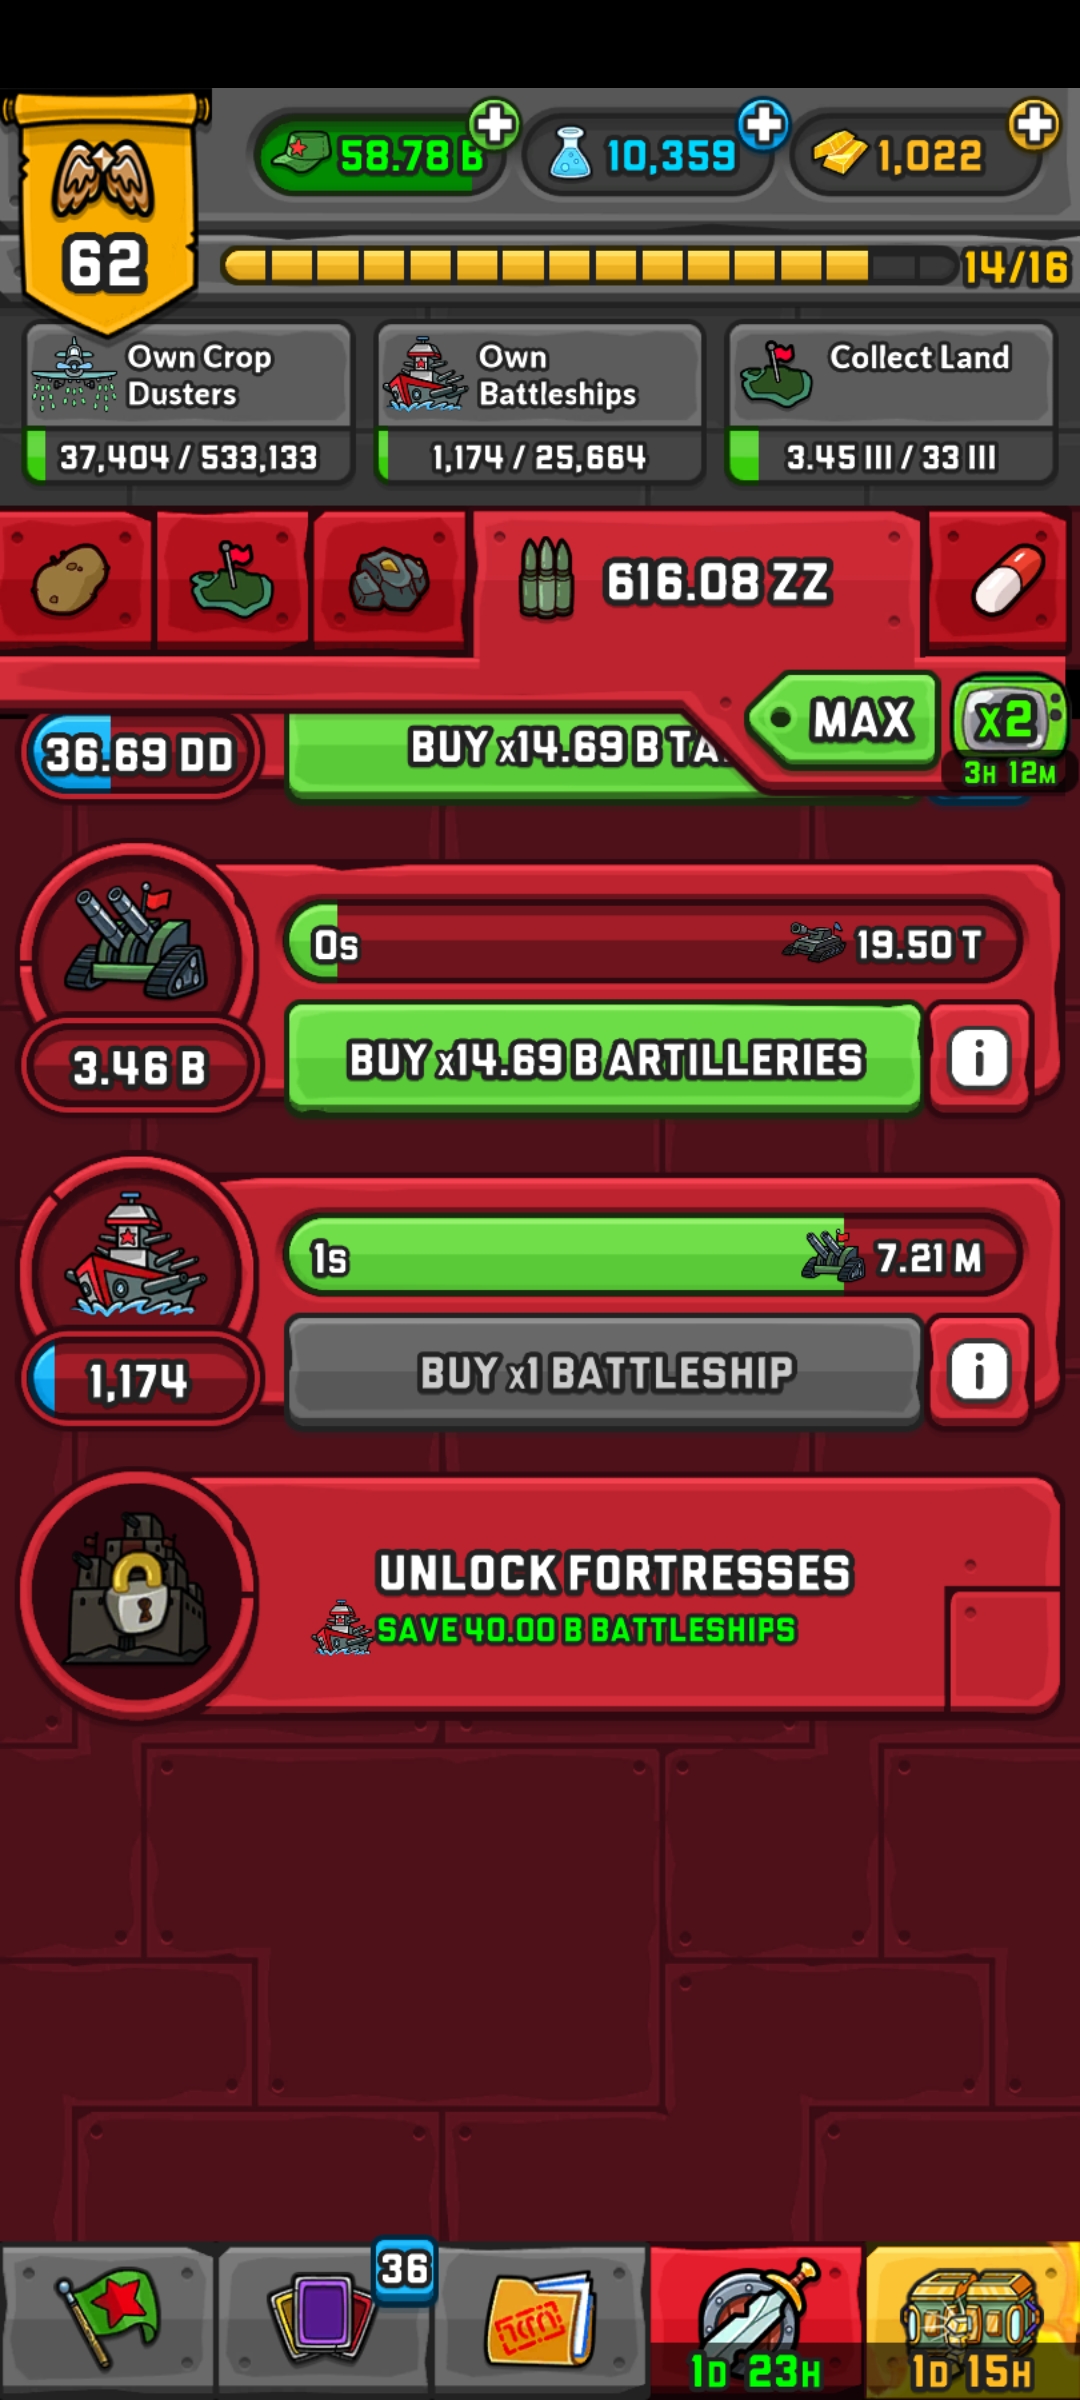 62
58.78 B
10,359
1,022
14/16
Own Crop
Dusters
37,404 / 533,133
Own
Battleships
1,174 / 25,664
Collect Land
3.45 III / 33 III
616.08 ZZ
MAX
x2
3H 12M
36.69 DD
BUY x14.69 B TA
0s
19.50 T
3.46 B
BUY x14.69 B ARTILLERIES
i
1s
7.21 M
1,174
BUY x1 BATTLESHIP
i
UNLOCK FORTRESSES
SAVE 40.00 B BATTLESHIPS
36
1D 23H
1D 15H